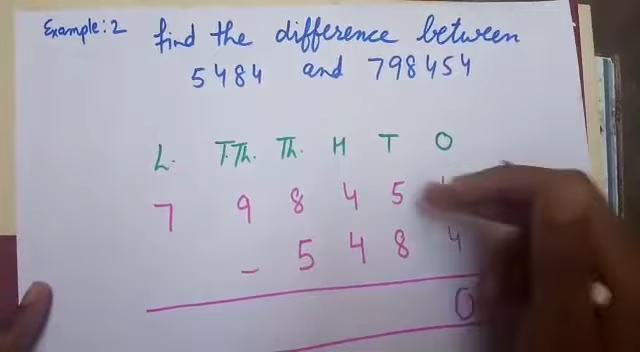 Example: 2 find the difference between
5484 and 798454
L. T.Th. Th. H T O
7 9 8 4 5
- 5 4 8 4
0